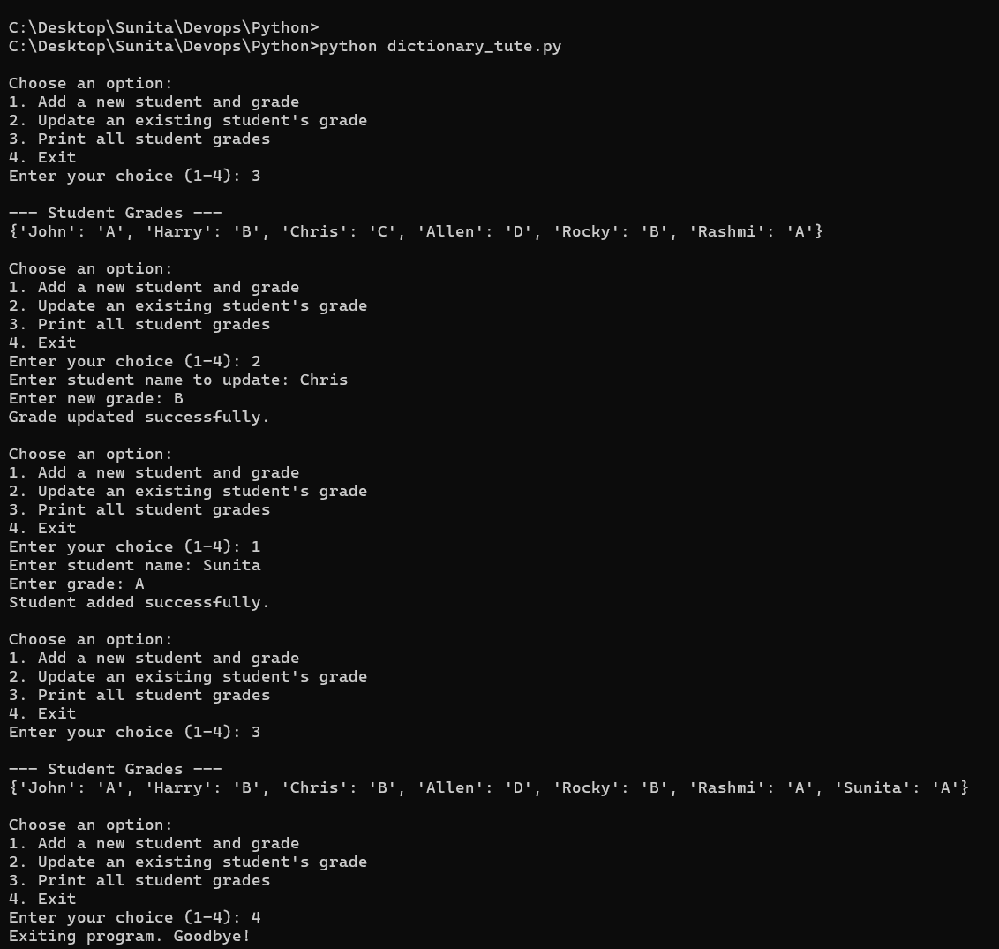 C:\Desktop\Sunita\Devops\Python>
C:\Desktop\Sunita\Devops\Python>python dictionary_tute.py
Choose an option:
1. Add a new student and grade
2. Update an existing student's grade
3. Print all student grades
4. Exit
Enter your choice (1-4): 3
--- Student Grades ---
{'John': 'A', 'Harry': 'B', 'Chris': 'C', 'Allen': 'D', 'Rocky': 'B', 'Rashmi': 'A'}
Choose an option:
1. Add a new student and grade
2. Update an existing student's grade
3. Print all student grades
4. Exit
Enter your choice (1-4): 2
Enter student name to update: Chris
Enter new grade: B
Grade updated successfully.
Choose an option:
1. Add a new student and grade
2. Update an existing student's grade
3. Print all student grades
4. Exit
Enter your choice (1-4): 1
Enter student name: Sunita
Enter grade: A
Student added successfully.
Choose an option:
1. Add a new student and grade
2. Update an existing student's grade
3. Print all student grades
4. Exit
Enter your choice (1-4): 3
--- Student Grades ---
{'John': 'A', 'Harry': 'B', 'Chris': 'B', 'Allen': 'D', 'Rocky': 'B', 'Rashmi': 'A', 'Sunita': 'A'}
Choose an option:
1. Add a new student and grade
2. Update an existing student's grade
3. Print all student grades
4. Exit
Enter your choice (1-4): 4
Exiting program. Goodbye!